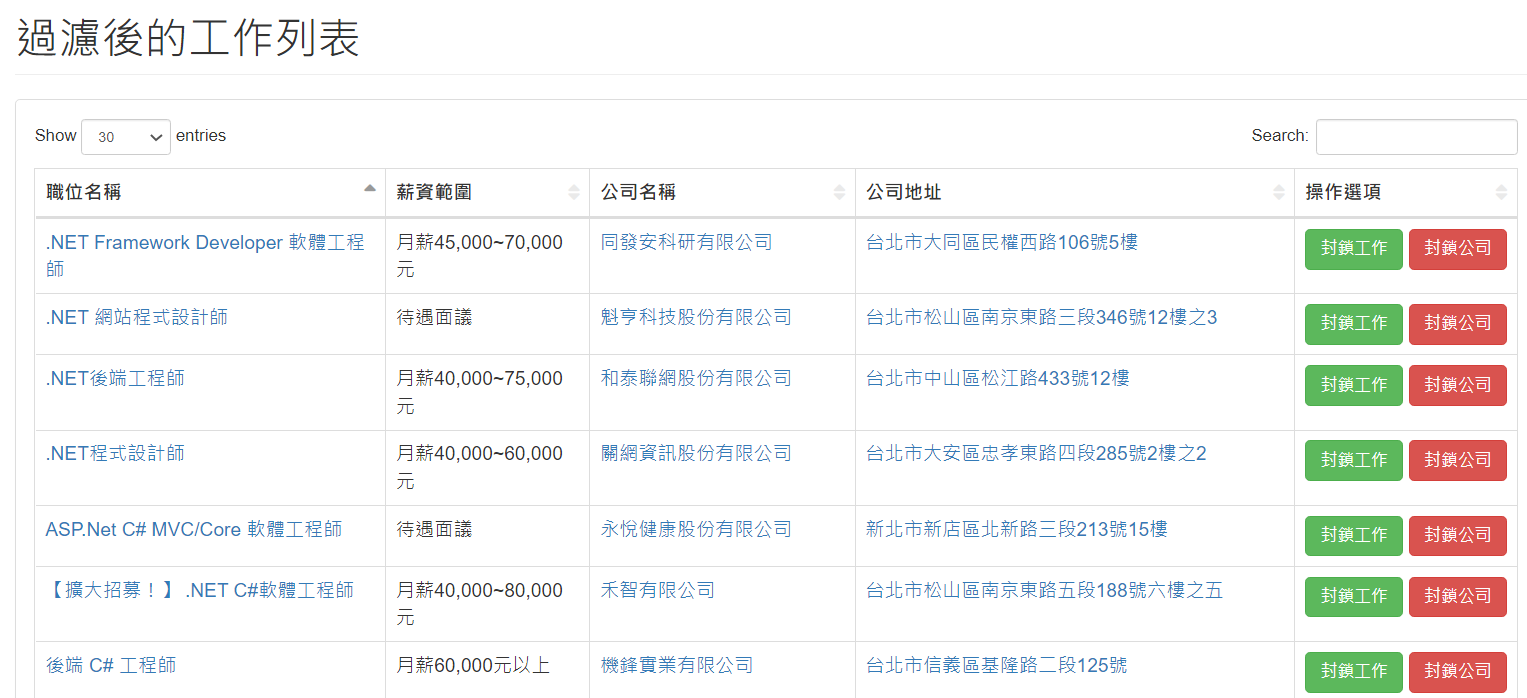 過濾後的工作列表
Show 30 entries
Search:
職位名稱 薪資範圍 公司名稱 公司地址 操作選項
.NET Framework Developer 軟體工程 月薪45,000~70,000 同發安科研有限公司 台北市大同區民權西路106號5樓 封鎖工作 封鎖公司
師 元
.NET 網站程式設計師 待遇面議 魁亨科技股份有限公司 台北市松山區南京東路三段346號12樓之3 封鎖工作 封鎖公司
.NET後端工程師 月薪40,000~75,000 和泰聯網股份有限公司 台北市中山區松江路433號12樓 封鎖工作 封鎖公司
元
.NET程式設計師 月薪40,000~60,000 關網資訊股份有限公司 台北市大安區忠孝東路四段285號2樓之2 封鎖工作 封鎖公司
元
ASP.Net C# MVC/Core 軟體工程師 待遇面議 永悅健康股份有限公司 新北市新店區北新路三段213號15樓 封鎖工作 封鎖公司
【擴大招募！】.NET C#軟體工程師 月薪40,000~80,000 禾智有限公司 台北市松山區南京東路五段188號六樓之五 封鎖工作 封鎖公司
元
後端 C# 工程師 月薪60,000元以上 機鋒實業有限公司 台北市信義區基隆路二段125號 封鎖工作 封鎖公司